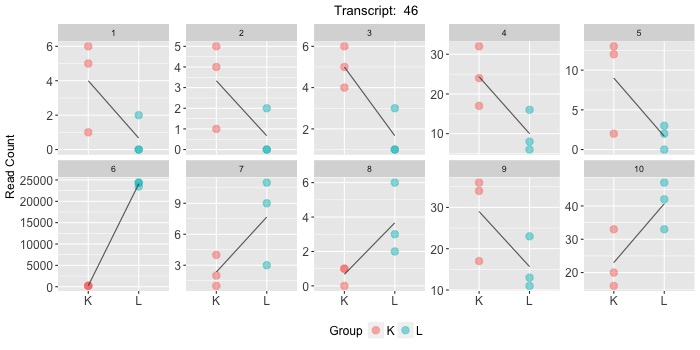 Transcript: 46
1 2 3 4 5
6 4 2 0
5 4 3 2 1 0
6 4 2
30 20 10
10 5 0
Read Count
6 7 8 9 10
25000 20000 15000 10000 5000 0
9 6 3
6 4 2 0
30 20 10
40 30 20
K L K L K L K L K L
Group K L